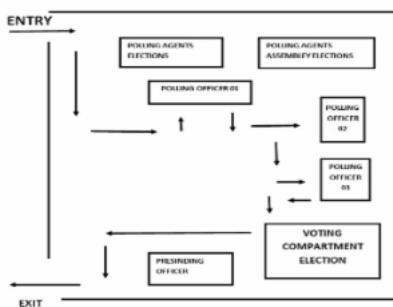 ENTRY
POLLING AGENTS
ELECTIONS
POLLING AGENTS
ASSEMBLEY ELECTIONS
POLLING OFFICER 01
POLLING
OFFICER
02
POLLING
OFFICER
03
VOTING
COMPARTMENT
ELECTION
PRESINDING
OFFICER
EXIT